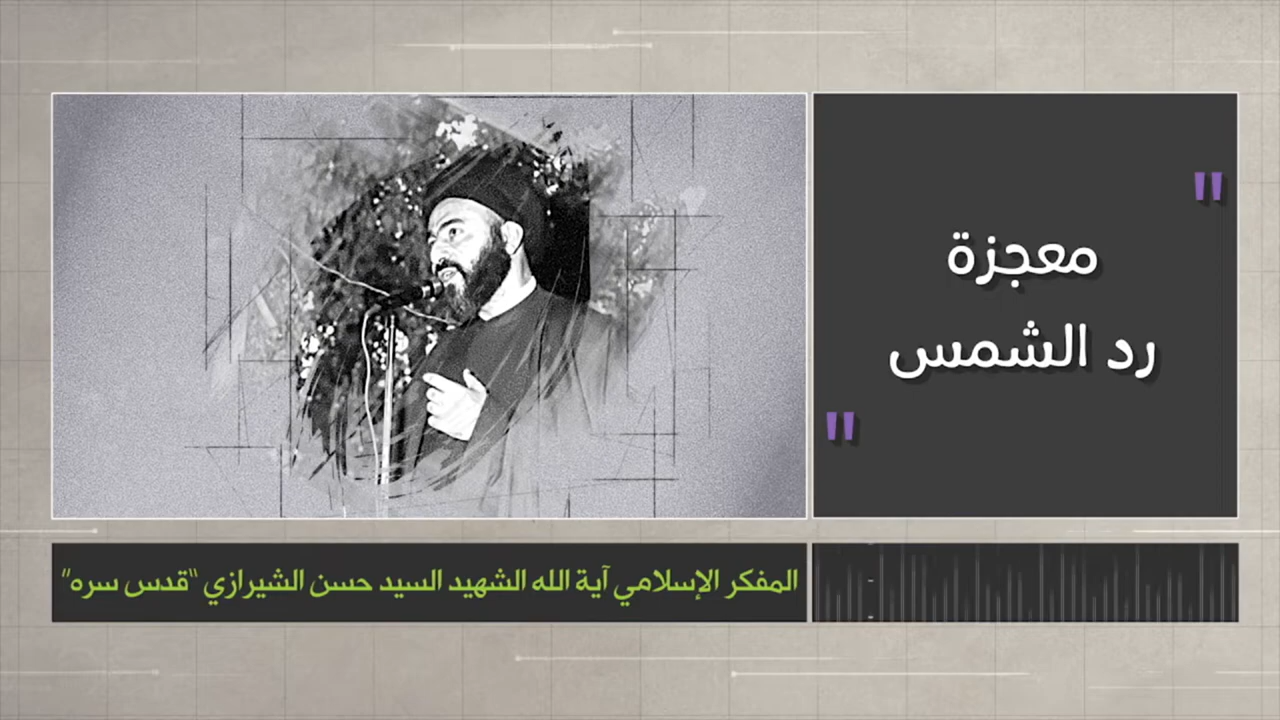 "
معجزة
رد الشمس
"
المفكر الإسلامي آية الله الشهيد السيد حسن الشيرازي "قدس سره"